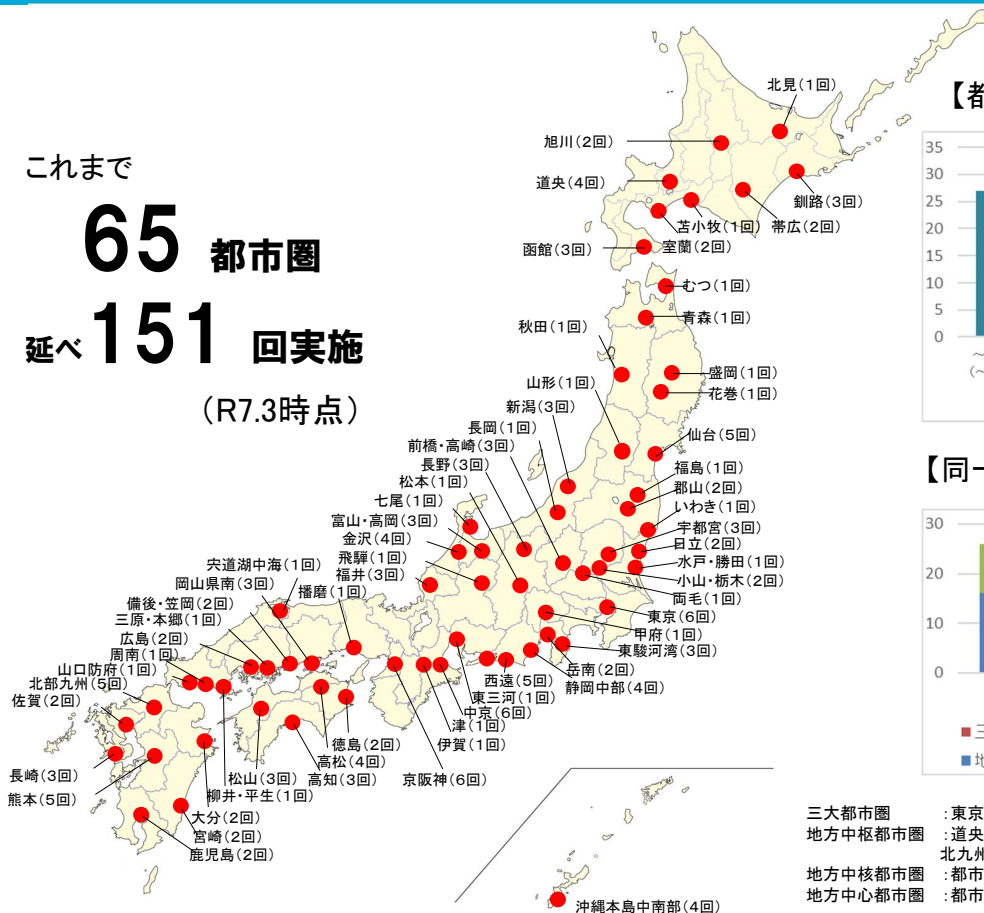 これまで
65 都市圏
延べ 151 回実施
（R7.3時点）
北見（1回）
旭川（2回）
道央（4回）
釧路（3回）
苫小牧（1回）
帯広（2回）
室蘭（2回）
函館（3回）
むつ（1回）
青森（1回）
秋田（1回）
盛岡（1回）
花巻（1回）
山形（1回）
新潟（3回）
長岡（1回）
仙台（5回）
前橋・高崎（3回）
長野（3回）
松本（1回）
七尾（1回）
富山・高岡（3回）
金沢（4回）
飛騨（1回）
福井（3回）
福島（1回）
郡山（2回）
いわき（1回）
宇都宮（3回）
日立（2回）
水戸・勝田（1回）
小山・栃木（2回）
両毛（1回）
東京（6回）
甲府（1回）
東駿河湾（3回）
岳南（2回）
静岡中部（4回）
西遠（5回）
東三河（1回）
中京（6回）
津（1回）
伊賀（1回）
京阪神（6回）
宍道湖中海（1回）
岡山県南（3回）
播磨（1回）
備後・笠岡（2回）
三原・本郷（1回）
広島（2回）
周南（1回）
山口防府（1回）
北部九州（5回）
佐賀（2回）
長崎（3回）
熊本（5回）
徳島（2回）
高松（4回）
高知（3回）
松山（3回）
柳井・平生（1回）
大分（2回）
宮崎（2回）
鹿児島（2回）
沖縄本島中南部（4回）
【都
35
30
25
20
15
10
5
0
～
（～
【同一
30
20
10
0
■三
■地
三大都市圏 ：東京
地方中枢都市圏 ：道央
北九州
地方中核都市圏 ：都市
地方中心都市圏 ：都市